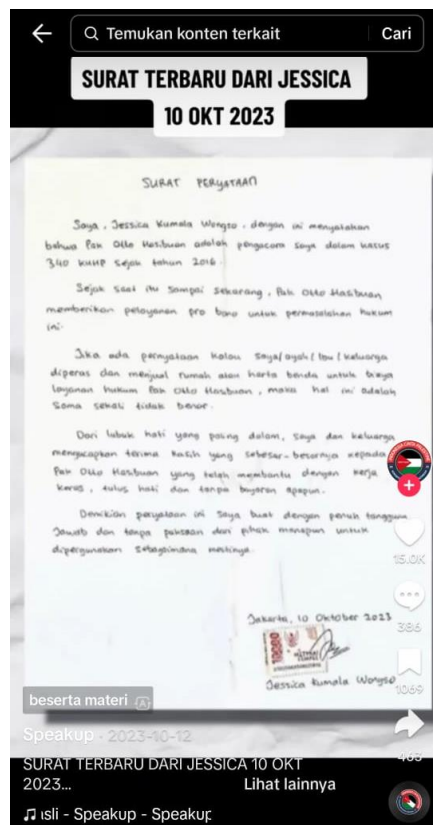 Temukan konten terkait
Cari
SURAT TERBARU DARI JESSICA
10 OKT 2023
SURAT PERYATAAN
Saya, Jessica Kumala Wongso, dengan ini menyatakan
bahwa Pak Otto Hasibuan adalah pengacara saya dalam kasus
340 KUHP sejak tahun 2016.
Sejak saat itu sampai sekarang, Pak Otto Hasibuan
memberikan pelayanan pro bono untuk permasalahan hukum
ini.
Jika ada pernyataan kalau saya/ayah/Ibu/keluarga
diperas dan menjual rumah atau harta benda untuk biaya
layanan hukum Pak Otto Hasibuan, maka hal ini adalah
sama sekali tidak benar.
Dari lubuk hati yang paling dalam, saya dan keluarga
mengucapkan terima kasih yang sebesar-besarnya kepada
Pak Otto Hasibuan yang telah membantu dengan kerja
keras, tulus hati dan tanpa bayaran apapun.
Demikian peryataan ini saya buat dengan penuh tanggung
Jawab dan tanpa paksaan dari pihak manapun untuk
dipergunakan sebagaimana mestinya.
Jakarta, 10 Oktober 2023
10000
Jessica Kumala Wongso
15.0K
386
1069
463
beserta materi
Speakup · 2023-10-12
SURAT TERBARU DARI JESSICA 10 OKT
2023... Lihat lainnya
asli - Speakup - Speakup